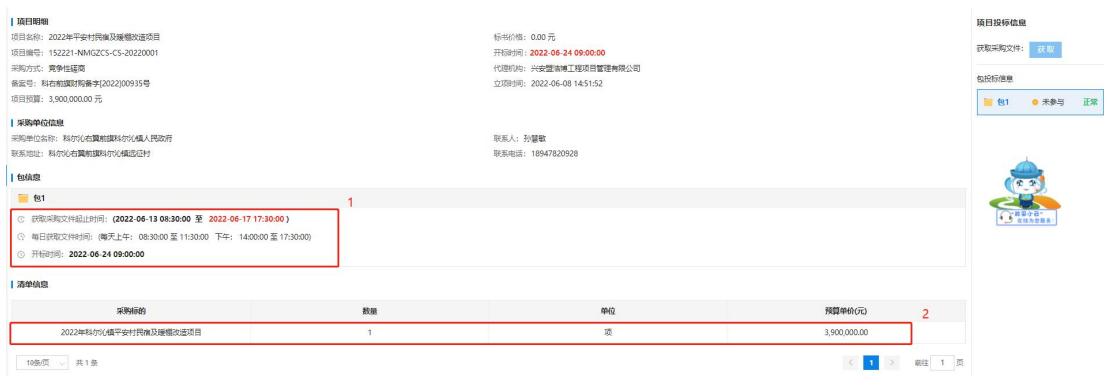 项目明细
项目名称：2022年平安村民宿及暖棚改造项目
标书价格：0.00 元
项目编号：152221-NMGZCS-CS-20220001
开标时间：2022-06-24 09:00:00
采购方式：竞争性磋商
代理机构：兴安盟洁博工程项目管理有限公司
备案号：科右前旗财购备字[2022]00935号
立项时间：2022-06-08 14:51:52
项目预算：3,900,000.00 元
采购单位信息
采购单位名称：科尔沁右翼前旗科尔沁镇人民政府
联系人：孙慧敏
联系地址：科尔沁右翼前旗科尔沁镇远征村
联系电话：18947820928
包信息
包1
1
获取采购文件起止时间：(2022-06-13 08:30:00 至 2022-06-17 17:30:00 )
每日获取文件时间：(每天上午： 08:30:00 至 11:30:00 下午： 14:00:00 至 17:30:00)
开标时间：2022-06-24 09:00:00
清单信息
采购标的 数量 单位 预算单价(元)
2
2022年科尔沁镇平安村民宿及暖棚改造项目 1 项 3,900,000.00
10条/页 共 1 条
1 前往 1 页
项目投标信息
获取采购文件： 获取
包投标信息
包1 未参与 正常
在线为您服务